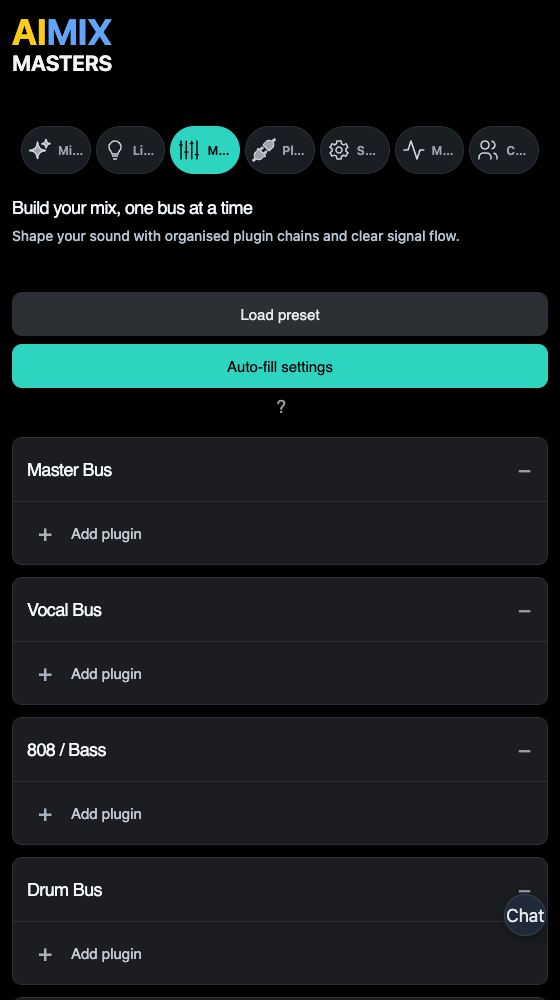 AIMIX
MASTERS
Mi...
Li...
M...
Pl...
S...
M...
C...
Build your mix, one bus at a time
Shape your sound with organised plugin chains and clear signal flow.
Load preset
Auto-fill settings
?
Master Bus
Add plugin
Vocal Bus
Add plugin
808 / Bass
Add plugin
Drum Bus
Chat
Add plugin